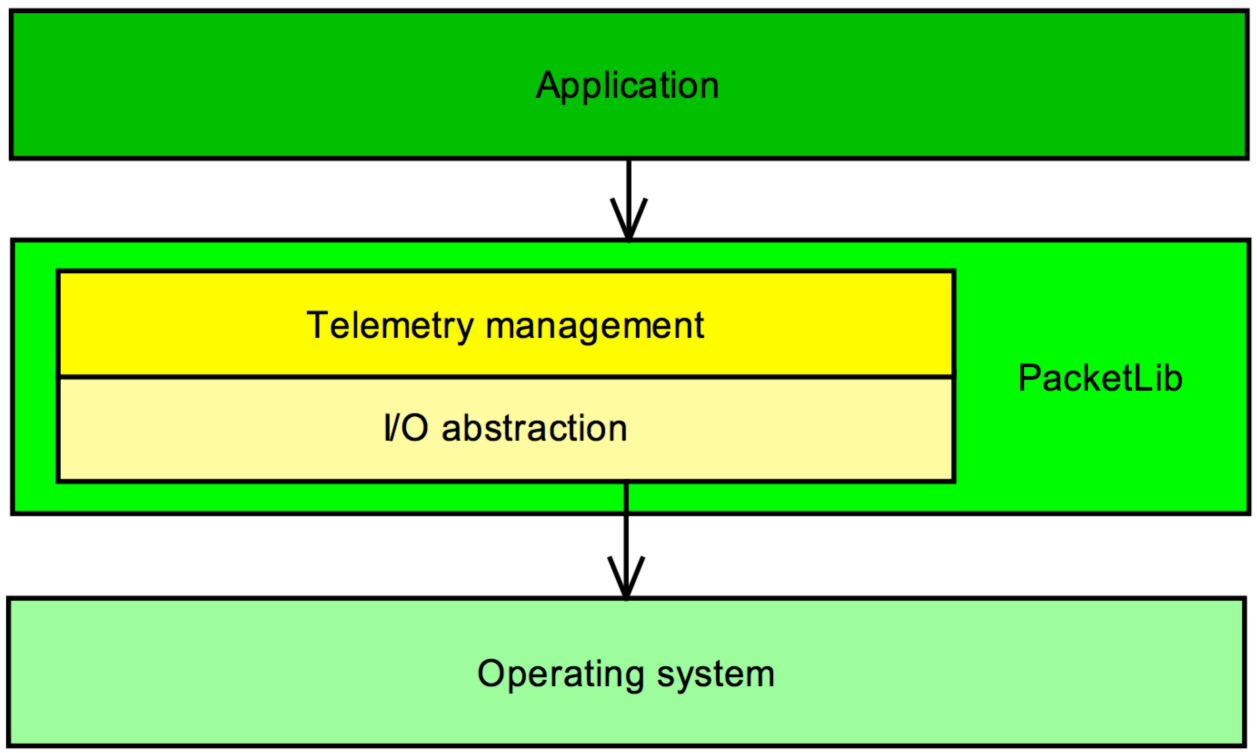 Application
Telemetry management
PacketLib
I/O abstraction
Operating system